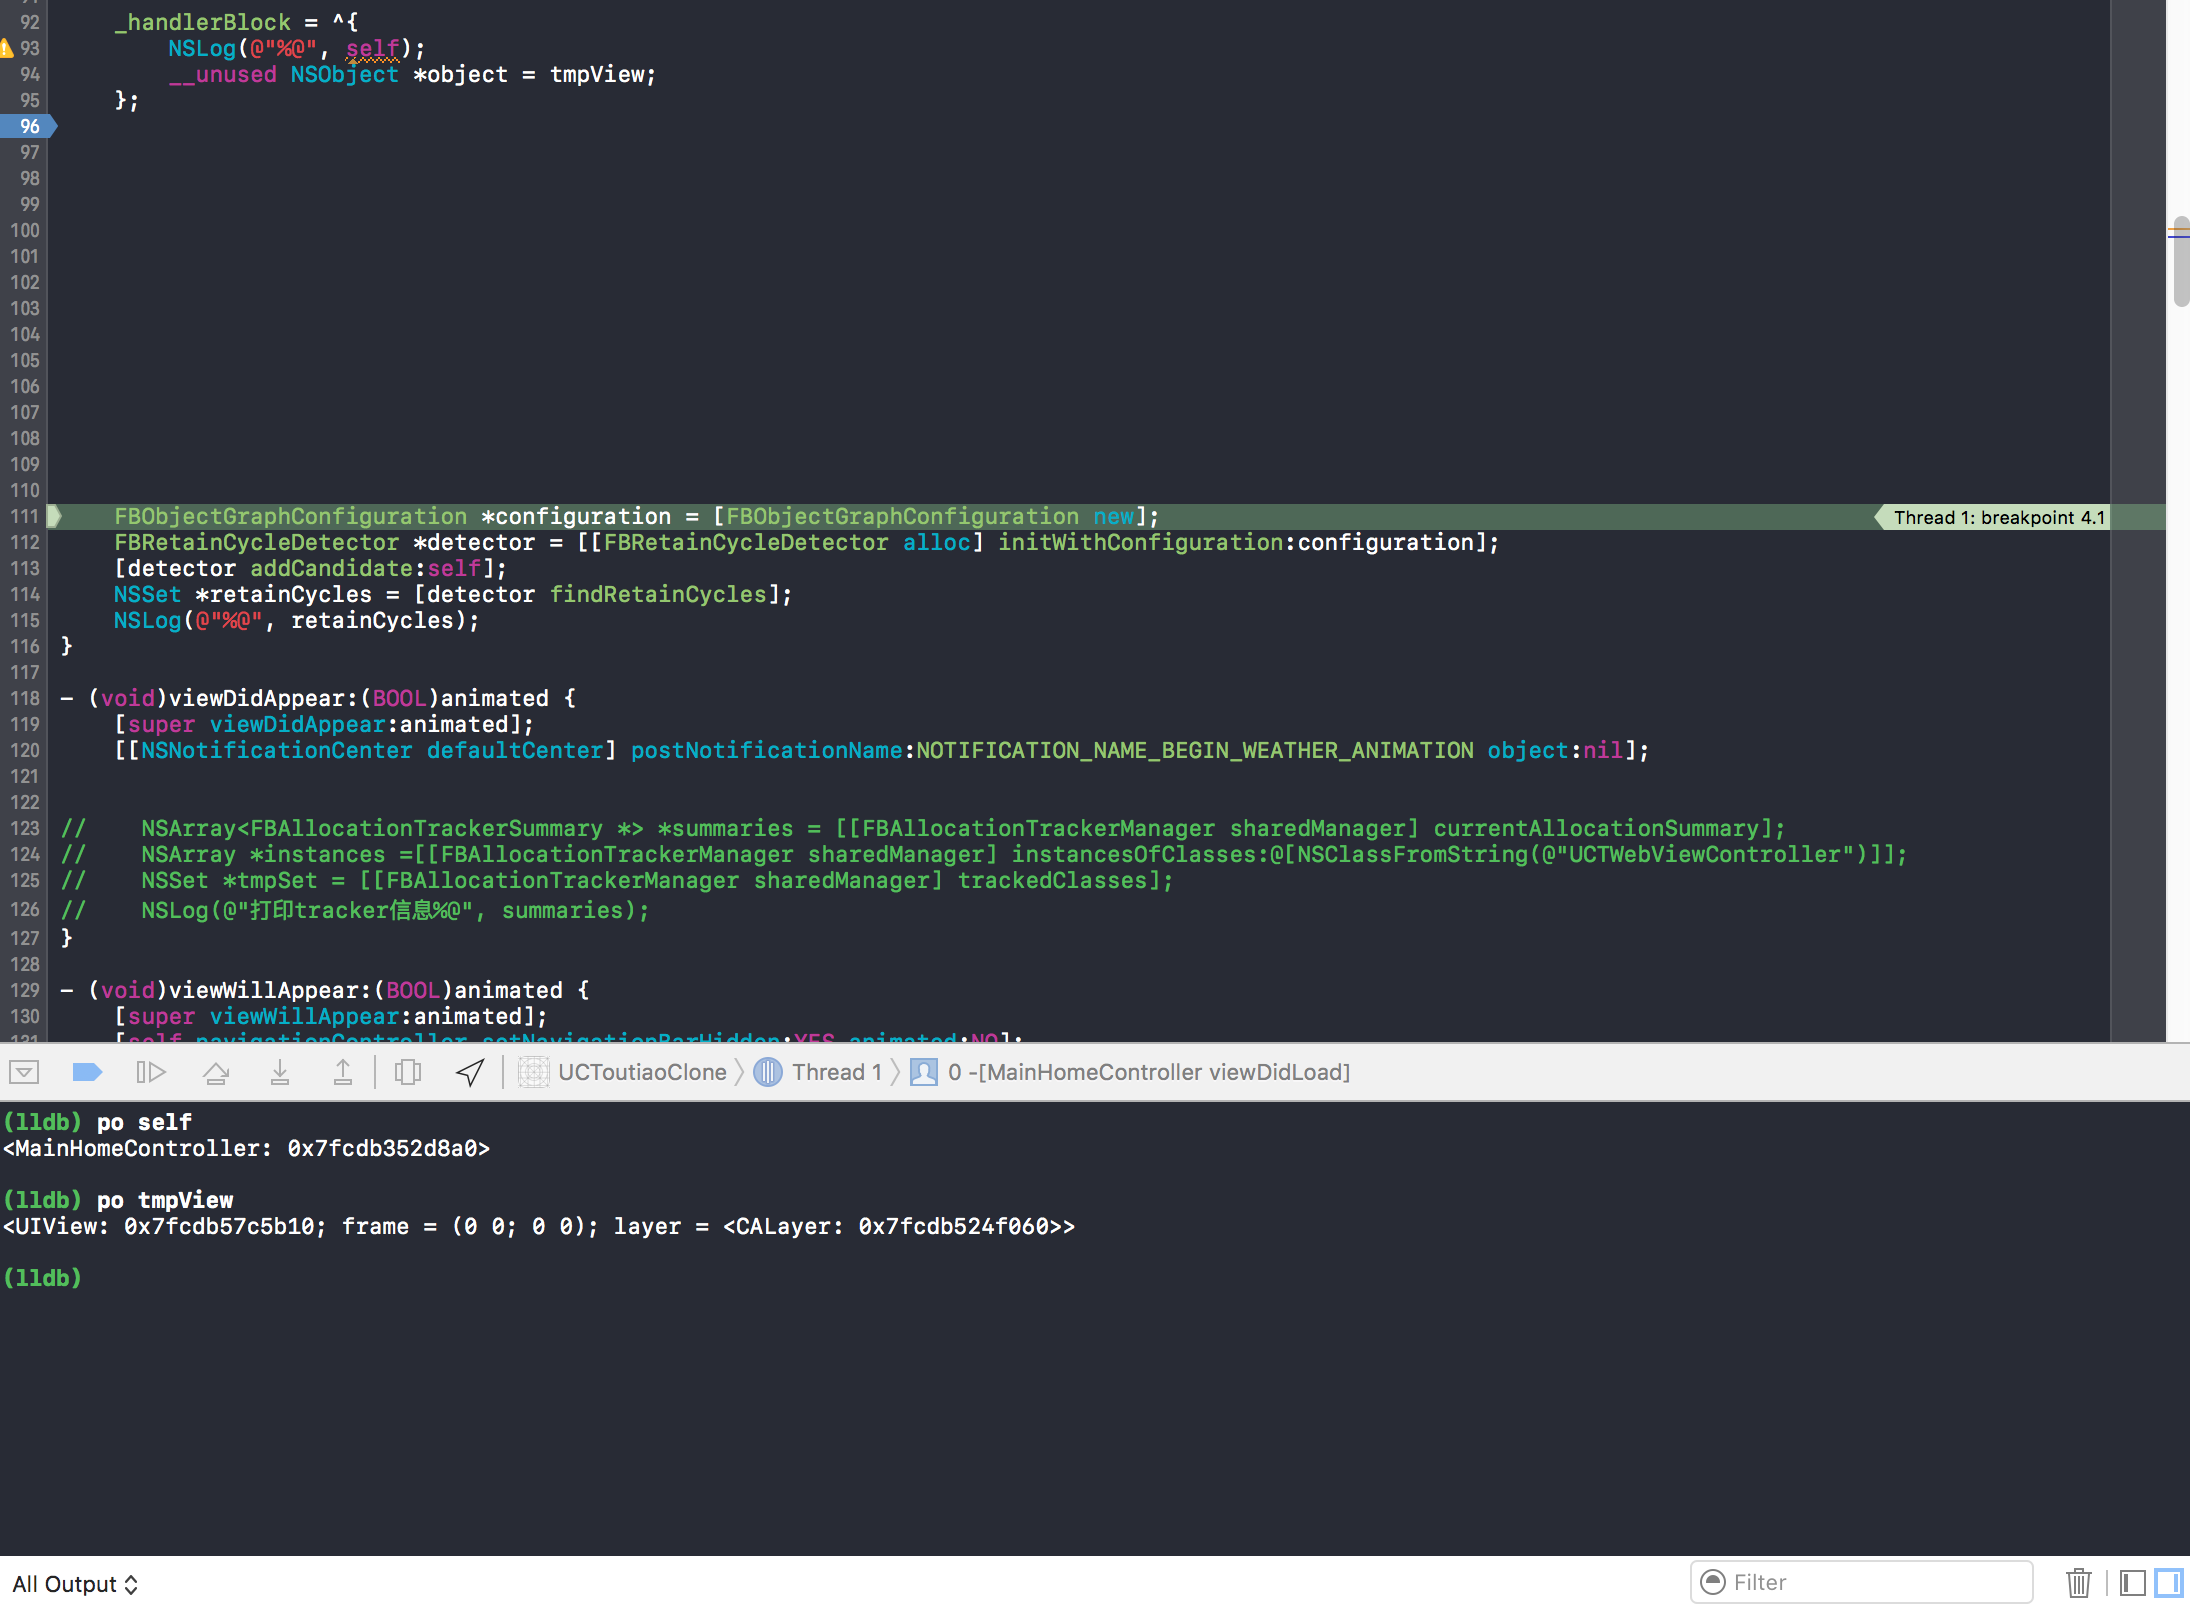 92 _handlerBlock = ^{
93 NSLog(@"%@", self);
94 __unused NSObject *object = tmpView;
95 };
96
97
98
99
100
101
102
103
104
105
106
107
108
109
110
111 FBObjectGraphConfiguration *configuration = [FBObjectGraphConfiguration new]; Thread 1: breakpoint 4.1
112 FBRetainCycleDetector *detector = [[FBRetainCycleDetector alloc] initWithConfiguration:configuration];
113 [detector addCandidate:self];
114 NSSet *retainCycles = [detector findRetainCycles];
115 NSLog(@"%@", retainCycles);
116 }
117
118 - (void)viewDidAppear:(BOOL)animated {
119 [super viewDidAppear:animated];
120 [[NSNotificationCenter defaultCenter] postNotificationName:NOTIFICATION_NAME_BEGIN_WEATHER_ANIMATION object:nil];
121
122
123 // NSArray<FBAllocationTrackerSummary *> *summaries = [[FBAllocationTrackerManager sharedManager] currentAllocationSummary];
124 // NSArray *instances =[[FBAllocationTrackerManager sharedManager] instancesOfClasses:@[NSClassFromString(@"UCTWebViewController")]];
125 // NSSet *tmpSet = [[FBAllocationTrackerManager sharedManager] trackedClasses];
126 // NSLog(@"打印tracker信息%@", summaries);
127 }
128
129 - (void)viewWillAppear:(BOOL)animated {
130 [super viewWillAppear:animated];
131 [self.navigationController setNavigationBarHidden:YES animated:NO];
UCToutiaoClone Thread 1 0 -[MainHomeController viewDidLoad]
(lldb) po self
<MainHomeController: 0x7fcdb352d8a0>
(lldb) po tmpView
<UIView: 0x7fcdb57c5b10; frame = (0 0; 0 0); layer = <CALayer: 0x7fcdb524f060>>
(lldb)
All Output Filter